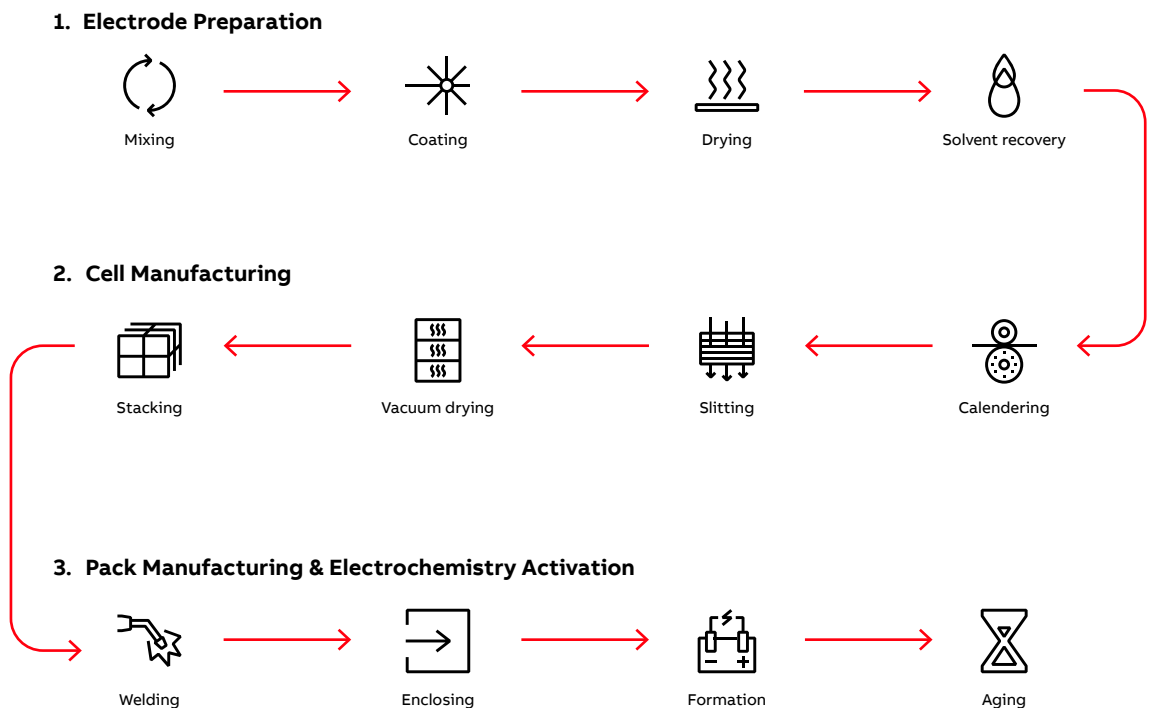 1. Electrode Preparation
Mixing
Coating
Drying
Solvent recovery
2. Cell Manufacturing
Stacking
Vacuum drying
Slitting
Calendering
3. Pack Manufacturing & Electrochemistry Activation
Welding
Enclosing
Formation
Aging